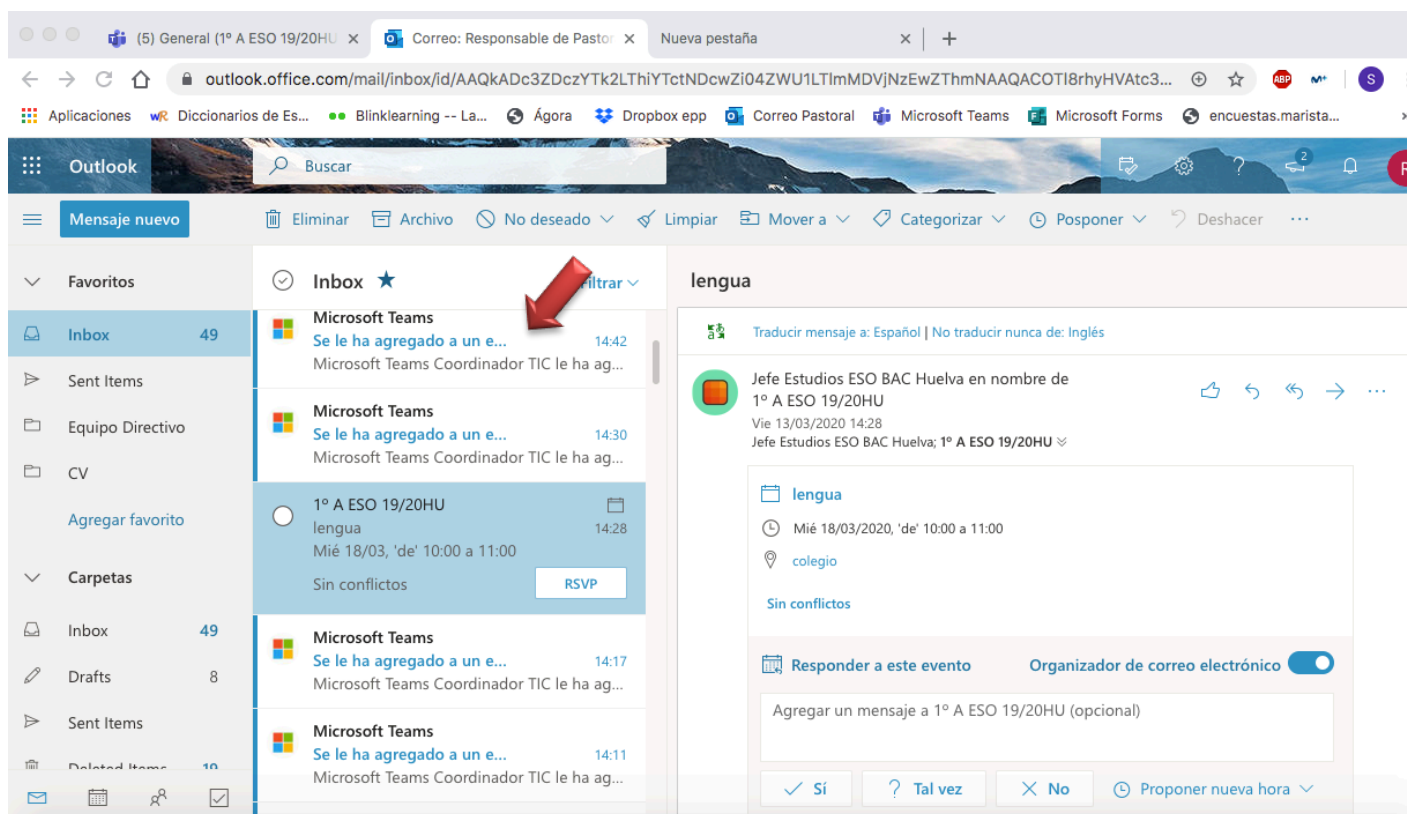 (5) General (1º A ESO 19/20HU
Correo: Responsable de Pastor
Nueva pestaña
outlook.office.com/mail/inbox/id/AAQkADc3ZDczYTk2LThiYTctNDcwZi04ZWU1LTlmMDVjNzEwZThmNAAQACOTI8rhyHVAtc3...
ABP
S
Aplicaciones
WR Diccionarios de Es...
Blinklearning -- La...
Ágora
Dropbox epp
Correo Pastoral
Microsoft Teams
Microsoft Forms
encuestas.marista...
Outlook
Buscar
2
Mensaje nuevo
Eliminar
Archivo
No deseado
Limpiar
Mover a
Categorizar
Posponer
Deshacer
Favoritos
Inbox 49
Sent Items
Equipo Directivo
CV
Agregar favorito
Carpetas
Inbox 49
Drafts 8
Sent Items
Deleted Items 19
Inbox
Filtrar
Microsoft Teams
Se le ha agregado a un e... 14:42
Microsoft Teams Coordinador TIC le ha ag...
Microsoft Teams
Se le ha agregado a un e... 14:30
Microsoft Teams Coordinador TIC le ha ag...
1º A ESO 19/20HU
lengua 14:28
Mié 18/03, 'de' 10:00 a 11:00
Sin conflictos
RSVP
Microsoft Teams
Se le ha agregado a un e... 14:17
Microsoft Teams Coordinador TIC le ha ag...
Microsoft Teams
Se le ha agregado a un e... 14:11
Microsoft Teams Coordinador TIC le ha ag...
lengua
Traducir mensaje a: Español | No traducir nunca de: Inglés
Jefe Estudios ESO BAC Huelva en nombre de
1º A ESO 19/20HU
Vie 13/03/2020 14:28
Jefe Estudios ESO BAC Huelva; 1º A ESO 19/20HU
lengua
Mié 18/03/2020, 'de' 10:00 a 11:00
colegio
Sin conflictos
Responder a este evento
Organizador de correo electrónico
Agregar un mensaje a 1º A ESO 19/20HU (opcional)
Sí
Tal vez
No
Proponer nueva hora